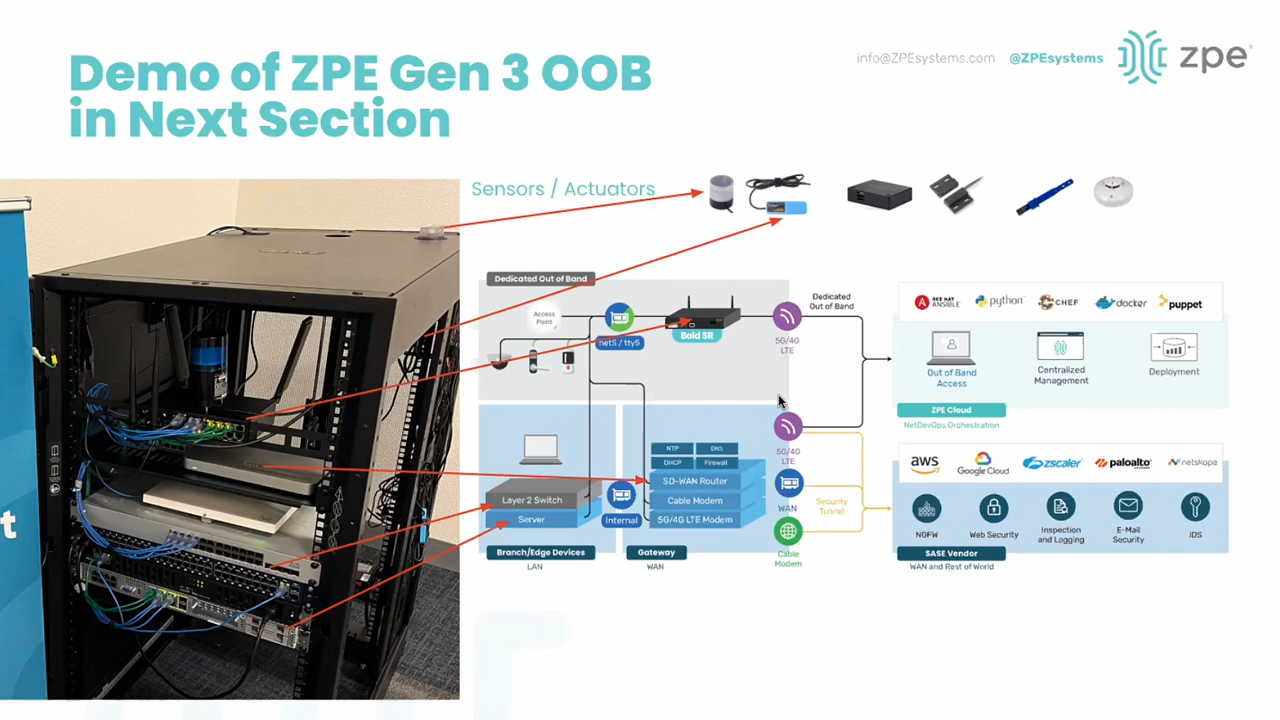 Demo of ZPE Gen 3 OOB
in Next Section
info@ZPEsystems.com
@ZPEsystems
zpe
Sensors / Actuators
Dedicated Out of Band
Access
Point
netS / ttyS
Bold SR
5G/4G
LTE
Dedicated
Out of Band
RED HAT
ANSIBLE
python
CHEF
docker
puppet
Out of Band
Access
Centralized
Management
Deployment
ZPE Cloud
NetDevOps Orchestration
Layer 2 Switch
Server
Internal
Branch/Edge Devices
LAN
NTP
DNS
DHCP
Firewall
SD-WAN Router
Cable Modem
5G/4G LTE Modem
Gateway
WAN
5G/4G
LTE
WAN
Cable
Modem
Security
Tunnel
aws
Google Cloud
zscaler
paloalto
netskope
NGFW
Web Security
Inspection
and Logging
E-Mail
Security
IDS
SASE Vendor
WAN and Rest of World
t